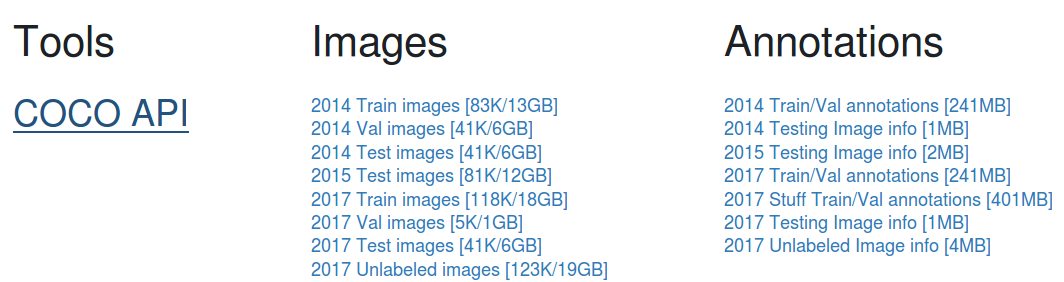 Tools
COCO API
Images
2014 Train images [83K/13GB]
2014 Val images [41K/6GB]
2014 Test images [41K/6GB]
2015 Test images [81K/12GB]
2017 Train images [118K/18GB]
2017 Val images [5K/1GB]
2017 Test images [41K/6GB]
2017 Unlabeled images [123K/19GB]
Annotations
2014 Train/Val annotations [241MB]
2014 Testing Image info [1MB]
2015 Testing Image info [2MB]
2017 Train/Val annotations [241MB]
2017 Stuff Train/Val annotations [401MB]
2017 Testing Image info [1MB]
2017 Unlabeled Image info [4MB]